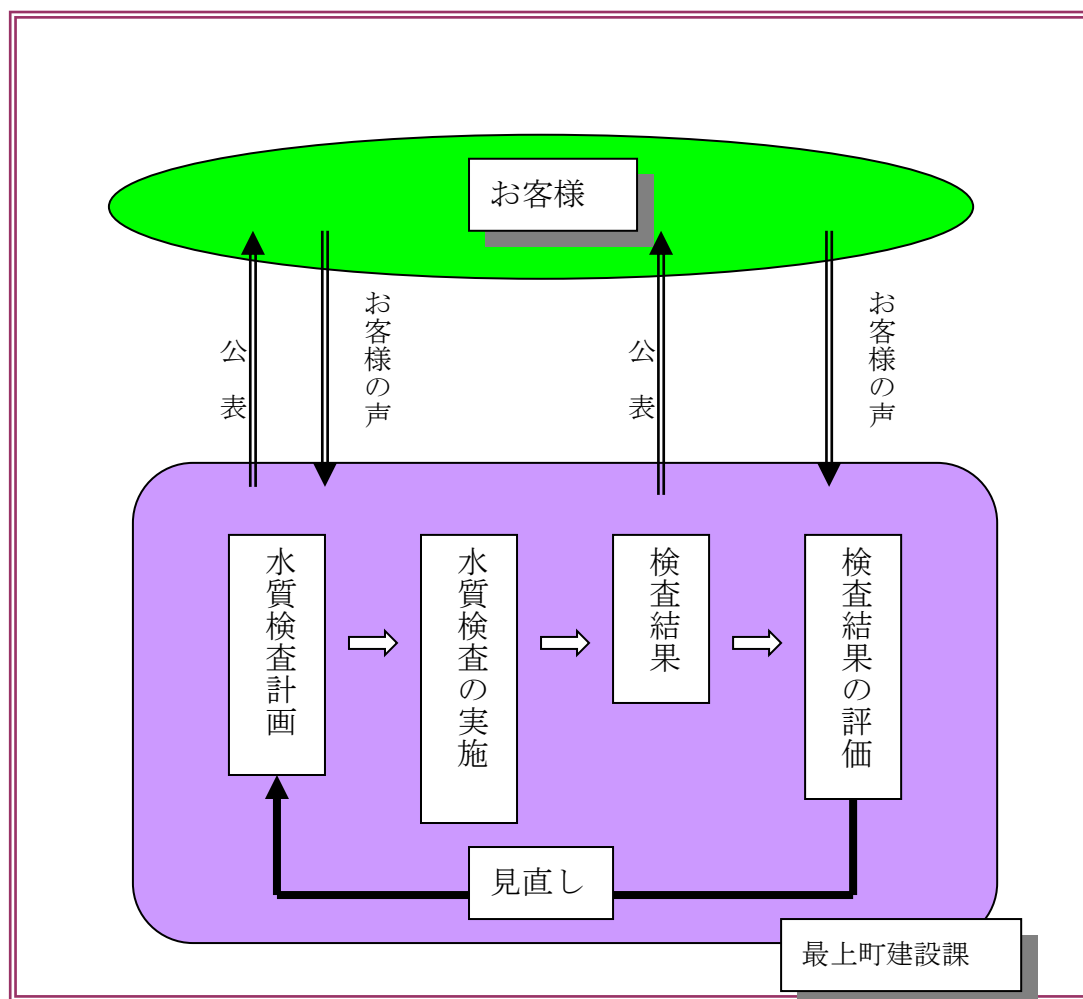 お客様
公表
お客様の声
公表
お客様の声
水質検査計画
水質検査の実施
検査結果
検査結果の評価
見直し
最上町建設課